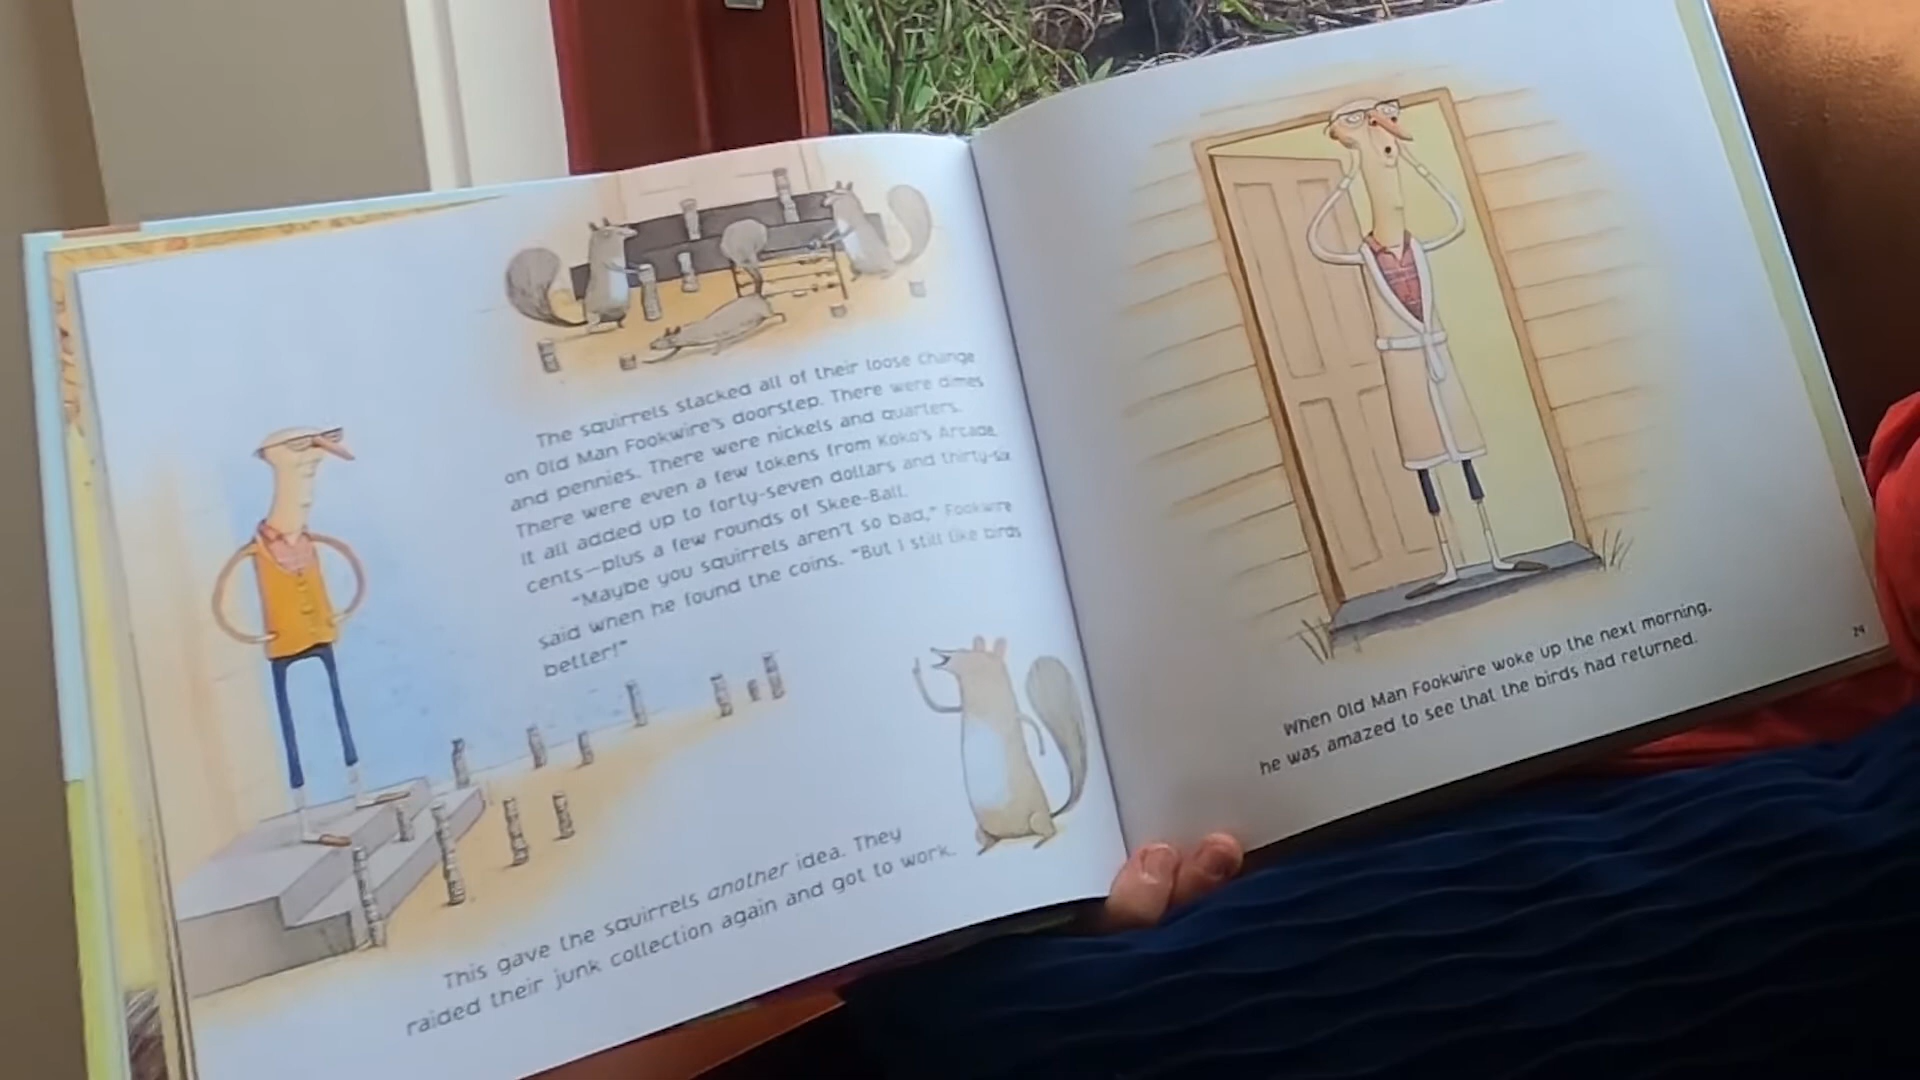 The squirrels stacked all of their loose change
on Old Man Fookwire's doorstep. There were dimes
and pennies. There were nickels and quarters.
There were even a few tokens from Koko's Arcade.
It all added up to forty-seven dollars and thirty-six
cents—plus a few rounds of Skee-Ball.
"Maybe you squirrels aren't so bad," Fookwire
said when he found the coins. "But I still like birds
better!"
This gave the squirrels another idea. They
raided their junk collection again and got to work.
When Old Man Fookwire woke up the next morning,
he was amazed to see that the birds had returned.
24